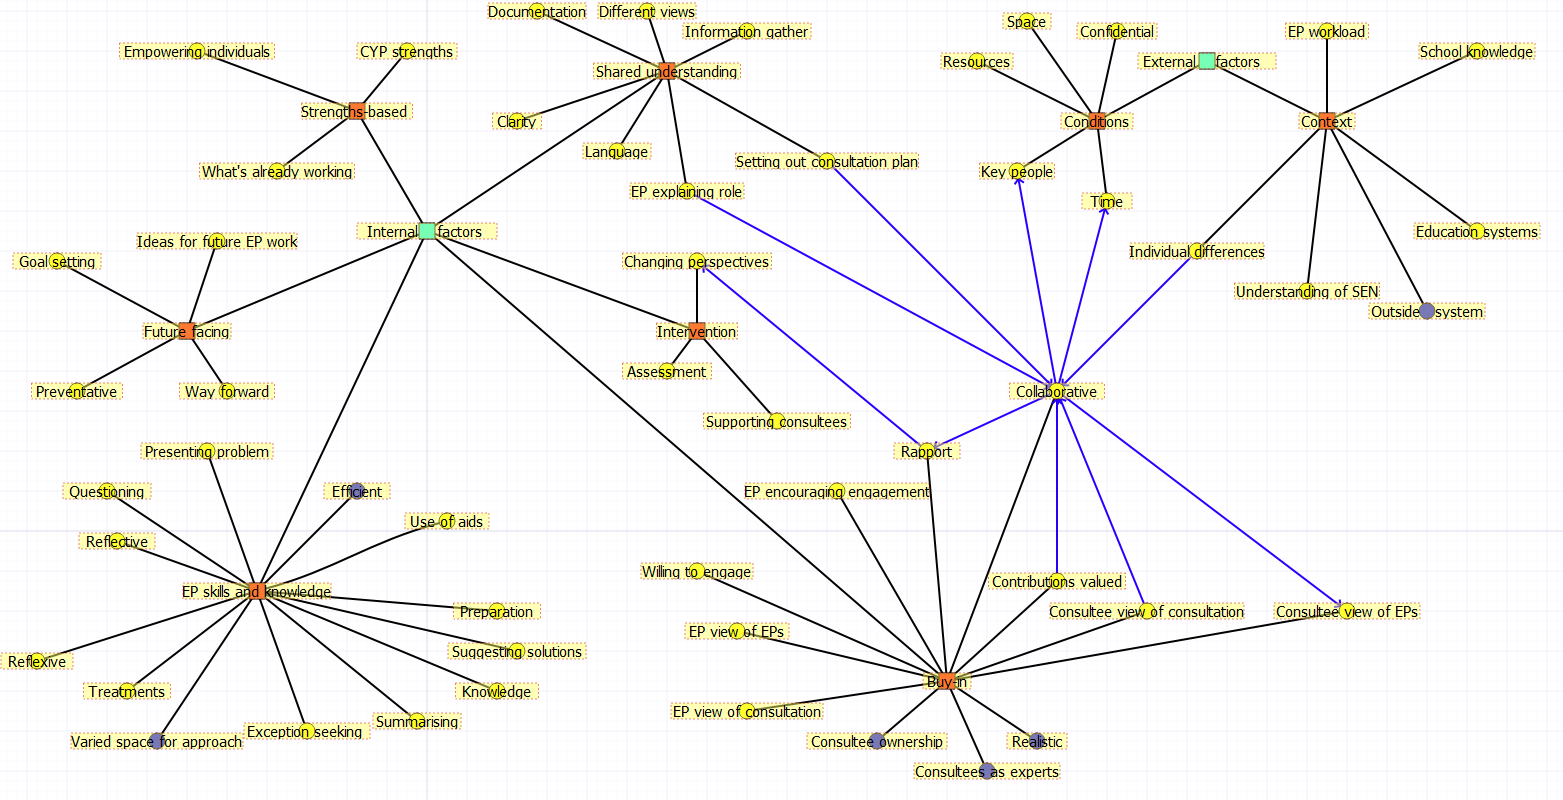 Documentation
Different views
Space
Information gather
Confidential
EP workload
Empowering individuals
CYP strengths
School knowledge
Resources
External factors
Shared understanding
Strengths-based
Clarity
Conditions
Context
Language
Setting out consultation plan
What's already working
Key people
EP explaining role
Time
Internal factors
Education systems
Ideas for future EP work
Individual differences
Goal setting
Changing perspectives
Understanding of SEN
Outside system
Future facing
Intervention
Assessment
Preventative
Way forward
Collaborative
Supporting consultees
Presenting problem
Rapport
Questioning
Efficient
EP encouraging engagement
Use of aids
Reflective
Willing to engage
Contributions valued
EP skills and knowledge
Preparation
Consultee view of consultation
Consultee view of EPs
EP view of EPs
Suggesting solutions
Reflexive
Buy-in
Treatments
Knowledge
EP view of consultation
Summarising
Exception seeking
Varied space for approach
Consultee ownership
Realistic
Consultees as experts